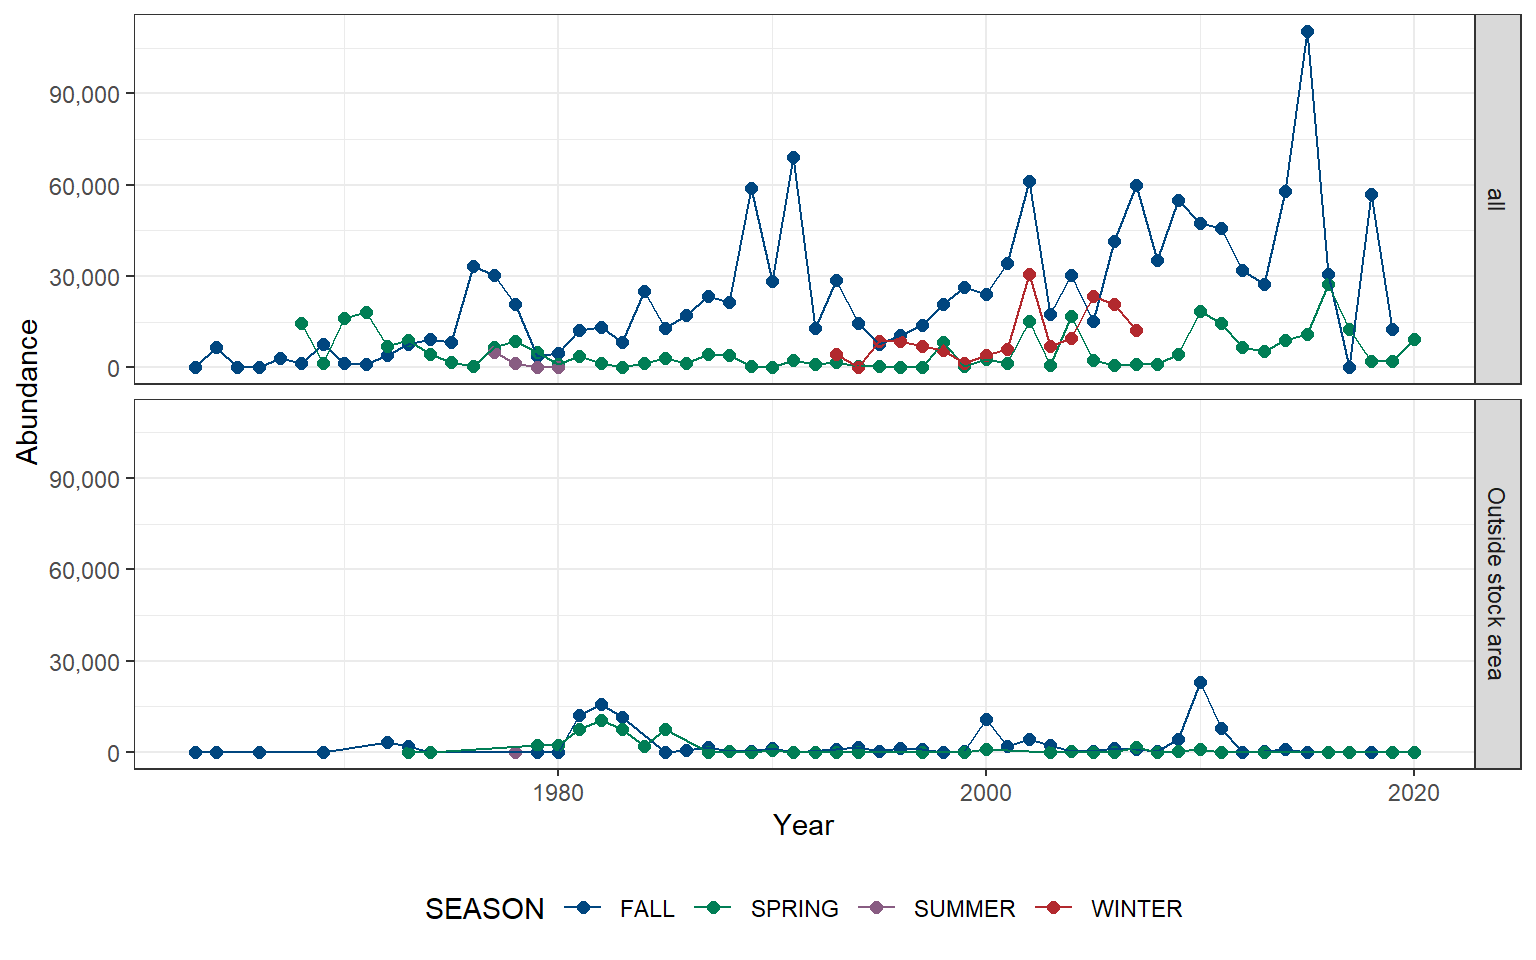 Abundance
90,000
60,000
30,000
0
all
90,000
60,000
30,000
0
Outside stock area
1980
2000
2020
Year
SEASON FALL SPRING SUMMER WINTER